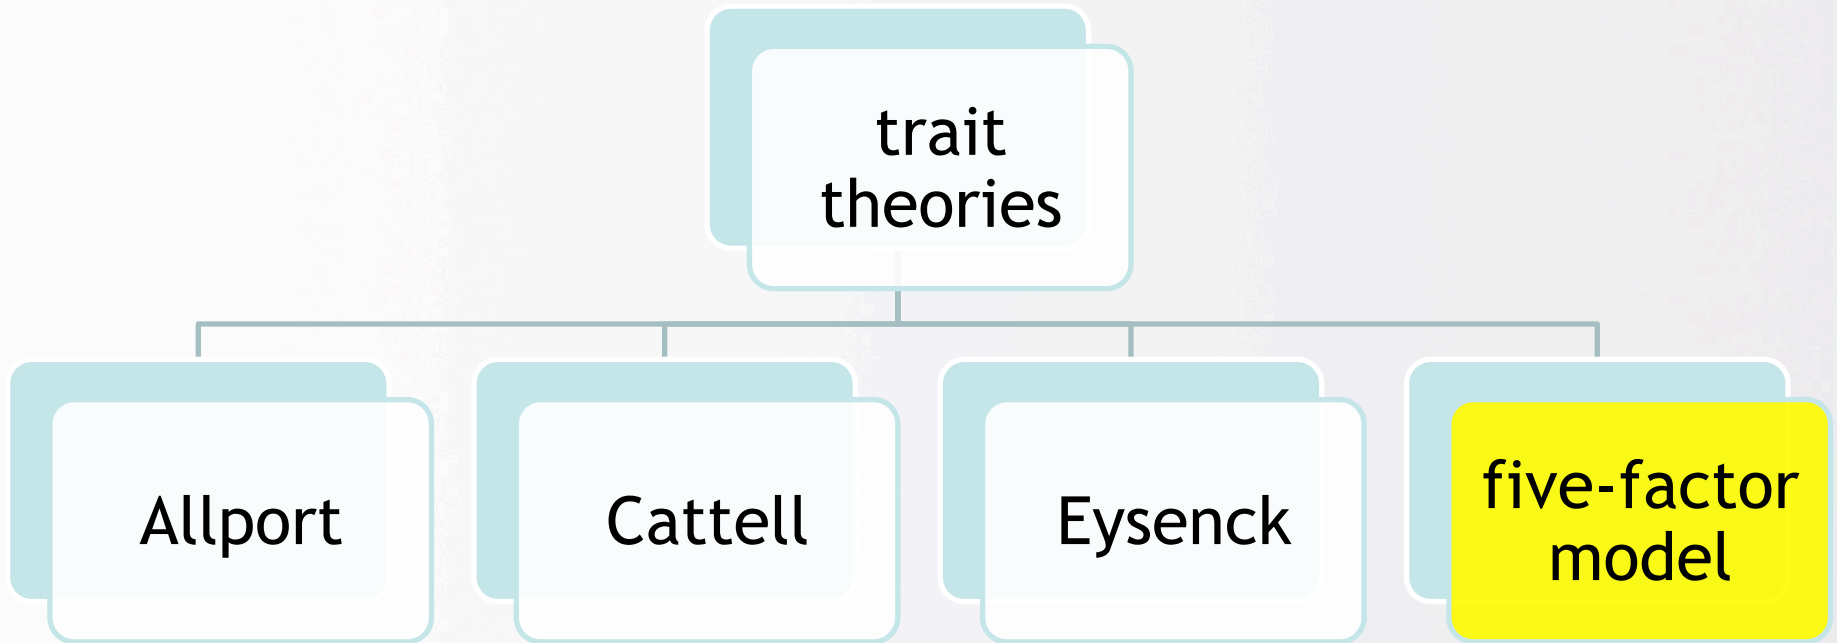 trait
theories
Allport
Cattell
Eysenck
five-factor
model